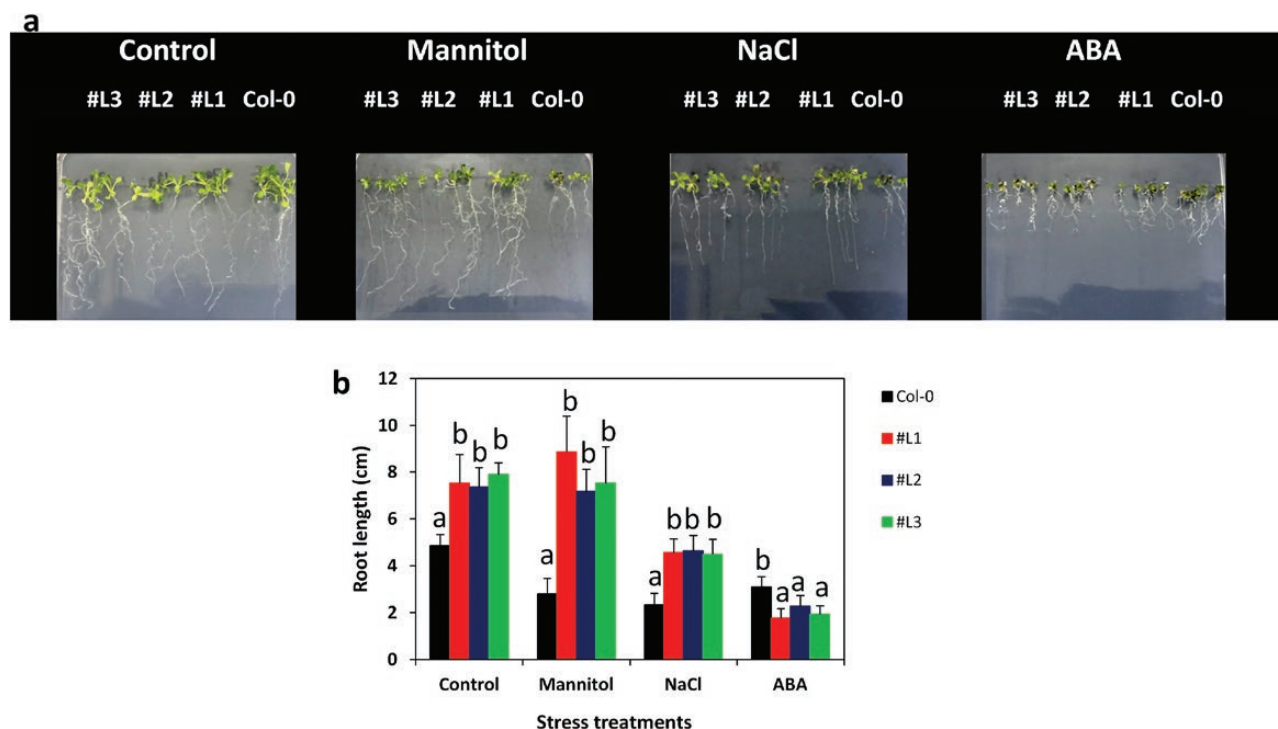 a
Control Mannitol NaCl ABA
#L3 #L2 #L1 Col-0 #L3 #L2 #L1 Col-0 #L3 #L2 #L1 Col-0 #L3 #L2 #L1 Col-0
b
12
10
8
6
4
2
0
Root length (cm)
a b b b a b b b a b b b b a a a
Control Mannitol NaCl ABA
Stress treatments
Col-0
#L1
#L2
#L3